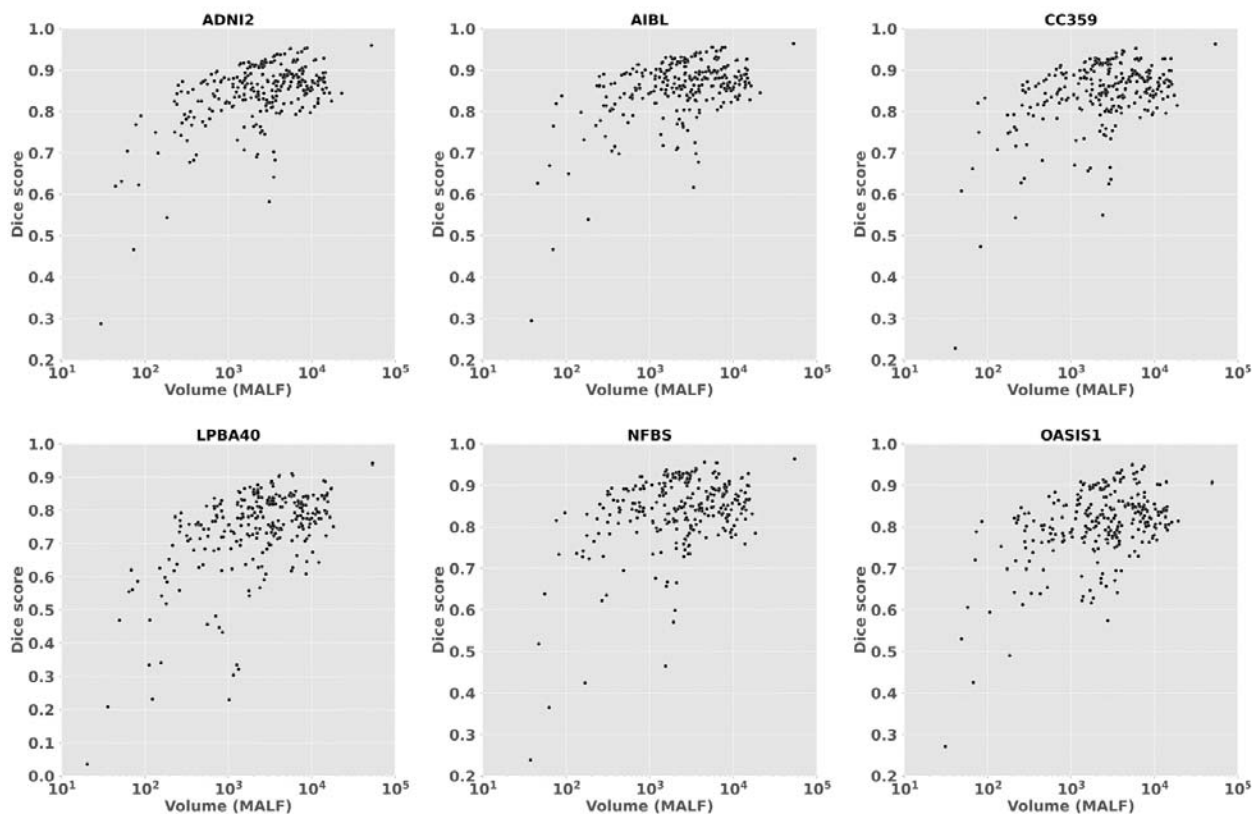 ADNI2 AIBL CC359
1.0 1.0 1.0
0.9 0.9 0.9
0.8 0.8 0.8
0.7 0.7 0.7
0.6 0.6 0.6
0.5 0.5 0.5
0.4 0.4 0.4
0.3 0.3 0.3
0.2 0.2 0.2
Dice score Dice score Dice score
10¹ 10² 10³ 10⁴ 10⁵ 10¹ 10² 10³ 10⁴ 10⁵ 10¹ 10² 10³ 10⁴ 10⁵
Volume (MALF) Volume (MALF) Volume (MALF)
LPBA40 NFBS OASIS1
1.0 1.0 1.0
0.9 0.9 0.9
0.8 0.8 0.8
0.7 0.7 0.7
0.6 0.6 0.6
0.5 0.5 0.5
0.4 0.4 0.4
0.3 0.3 0.3
0.2 0.2 0.2
0.1
0.0
Dice score Dice score Dice score
10¹ 10² 10³ 10⁴ 10⁵ 10¹ 10² 10³ 10⁴ 10⁵ 10¹ 10² 10³ 10⁴ 10⁵
Volume (MALF) Volume (MALF) Volume (MALF)